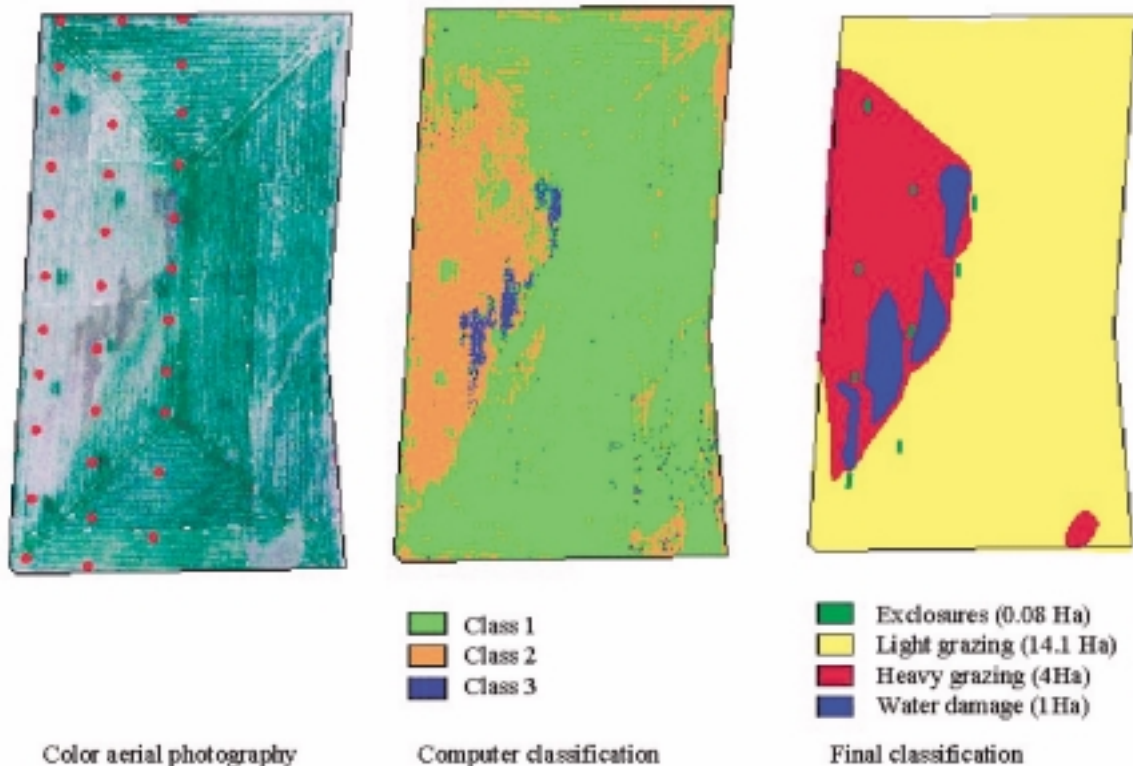 Class 1
Class 2
Class 3
Exclosures (0.08 Ha)
Light grazing (14.1 Ha)
Heavy grazing (4Ha)
Water damage (1Ha)
Color aerial photography
Computer classification
Final classification